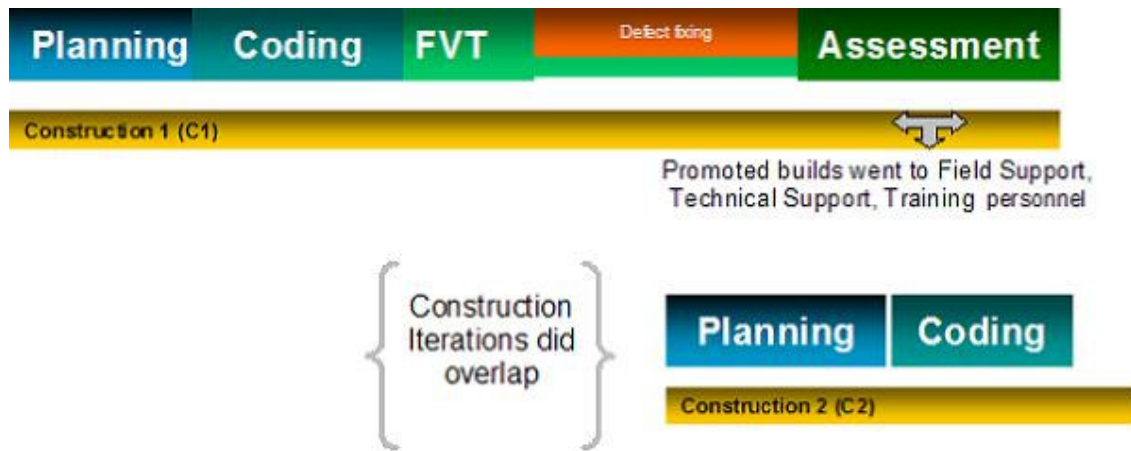 Planning Coding FVT Defect fixing Assessment
Construction 1 (C1)
Promoted builds went to Field Support,
Technical Support, Training personnel
Construction
Iterations did
overlap
Planning Coding
Construction 2 (C2)